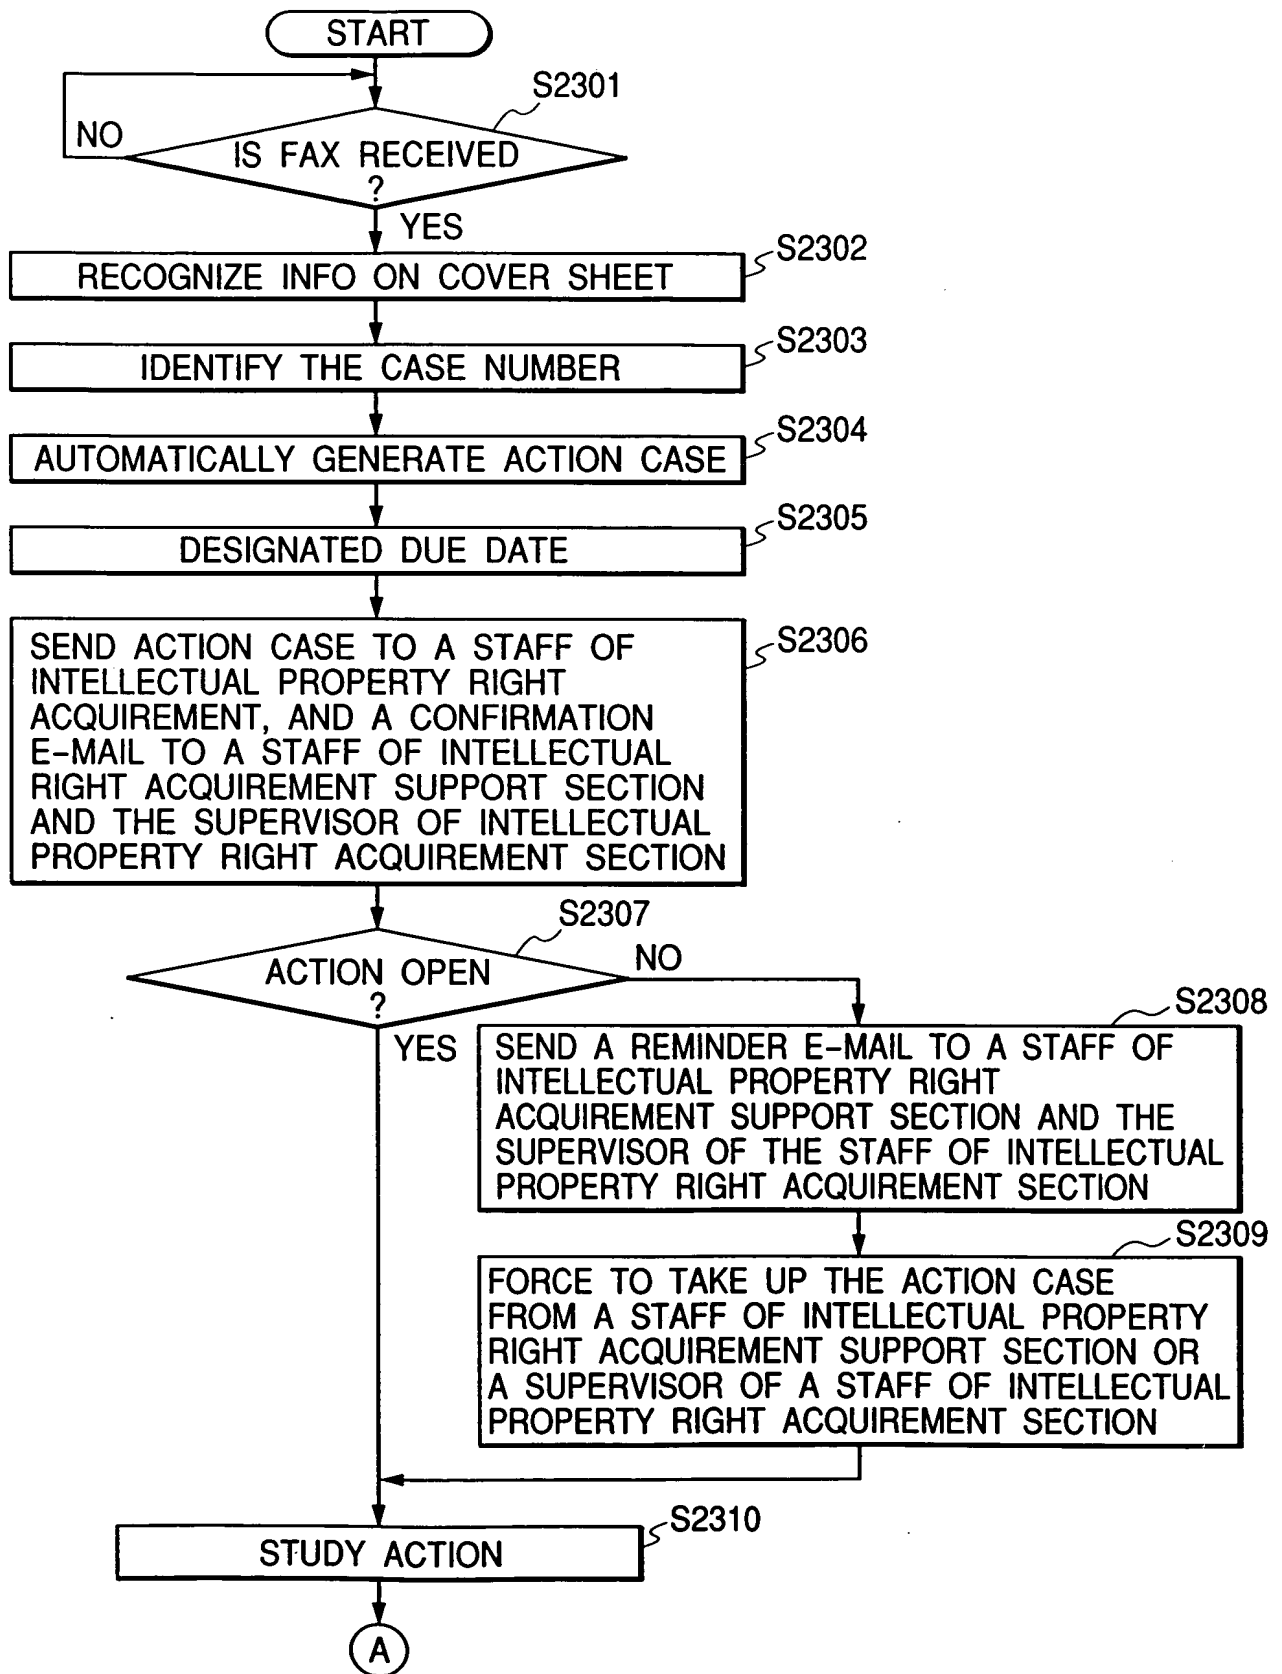 START
S2301
NO
IS FAX RECEIVED
?
YES
S2302
RECOGNIZE INFO ON COVER SHEET
S2303
IDENTIFY THE CASE NUMBER
S2304
AUTOMATICALLY GENERATE ACTION CASE
S2305
DESIGNATED DUE DATE
S2306
SEND ACTION CASE TO A STAFF OF
INTELLECTUAL PROPERTY RIGHT
ACQUIREMENT, AND A CONFIRMATION
E-MAIL TO A STAFF OF INTELLECTUAL
RIGHT ACQUIREMENT SUPPORT SECTION
AND THE SUPERVISOR OF INTELLECTUAL
PROPERTY RIGHT ACQUIREMENT SECTION
S2307
ACTION OPEN
?
NO
YES
S2308
SEND A REMINDER E-MAIL TO A STAFF OF
INTELLECTUAL PROPERTY RIGHT
ACQUIREMENT SUPPORT SECTION AND THE
SUPERVISOR OF THE STAFF OF INTELLECTUAL
PROPERTY RIGHT ACQUIREMENT SECTION
S2309
FORCE TO TAKE UP THE ACTION CASE
FROM A STAFF OF INTELLECTUAL PROPERTY
RIGHT ACQUIREMENT SUPPORT SECTION OR
A SUPERVISOR OF A STAFF OF INTELLECTUAL
PROPERTY RIGHT ACQUIREMENT SECTION
S2310
STUDY ACTION
A